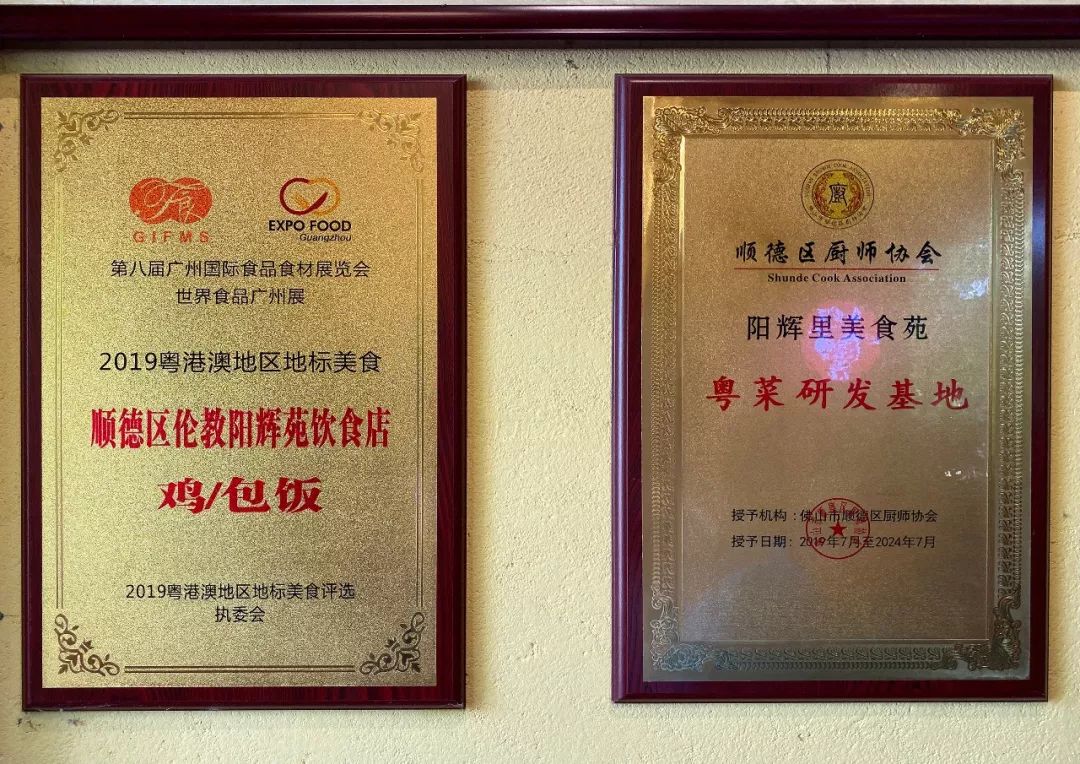 GIFMS
EXPO FOOD
Guangzhou
第八届广州国际食品食材展览会
世界食品广州展
2019粤港澳地区地标美食
顺德区伦教阳辉苑饮食店
鸡/包饭
2019粤港澳地区地标美食评选
执委会
顺德区厨师协会
Shunde Cook Association
阳辉里美食苑
粤菜研发基地
授予机构：佛山市顺德区厨师协会
授予日期：2019年7月至2024年7月